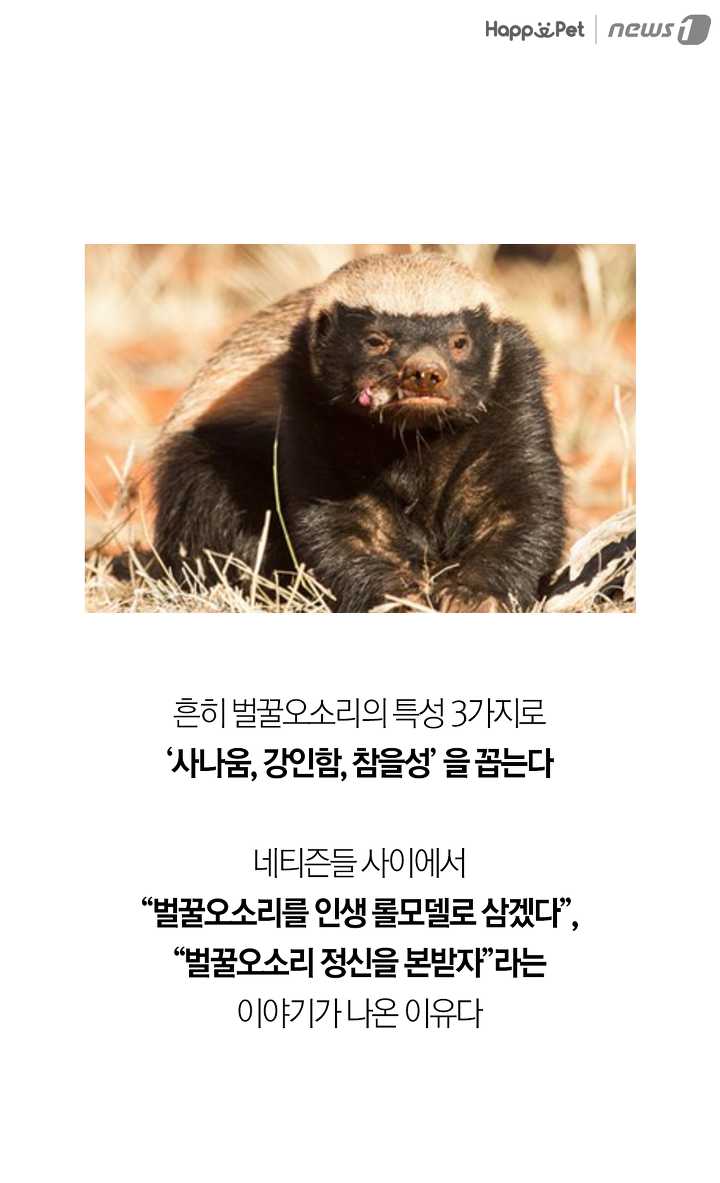 HappyPet | news1
흔히 벌꿀오소리의 특성 3가지로
‘사나움, 강인함, 참을성’ 을 꼽는다
네티즌들 사이에서
“벌꿀오소리를 인생 롤모델로 삼겠다”,
“벌꿀오소리 정신을 본받자”라는
이야기가 나온 이유다